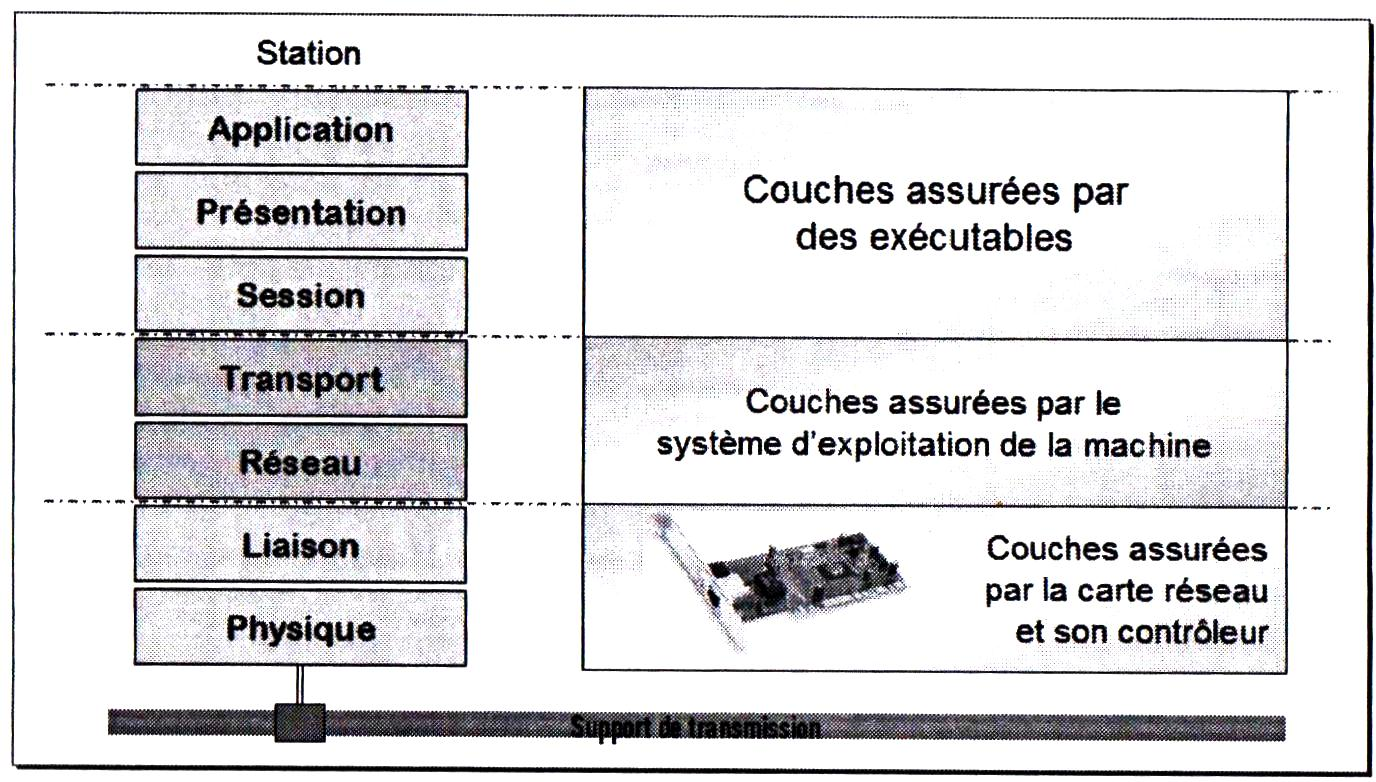 Station
Application
Présentation
Session
Transport
Réseau
Liaison
Physique
Couches assurées par
des exécutables
Couches assurées par le
système d'exploitation de la machine
Couches assurées
par la carte réseau
et son contrôleur
Support de transmission